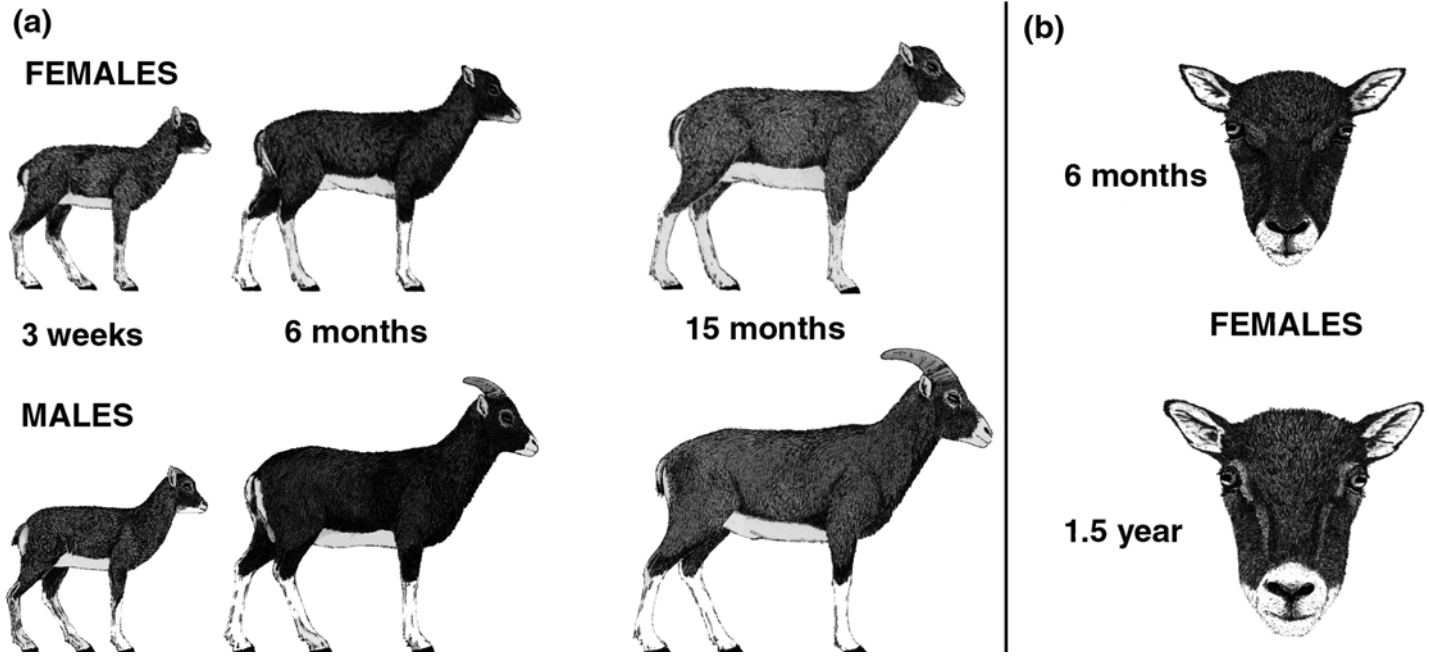 (a)
FEMALES
3 weeks
6 months
15 months
MALES
(b)
6 months
FEMALES
1.5 year